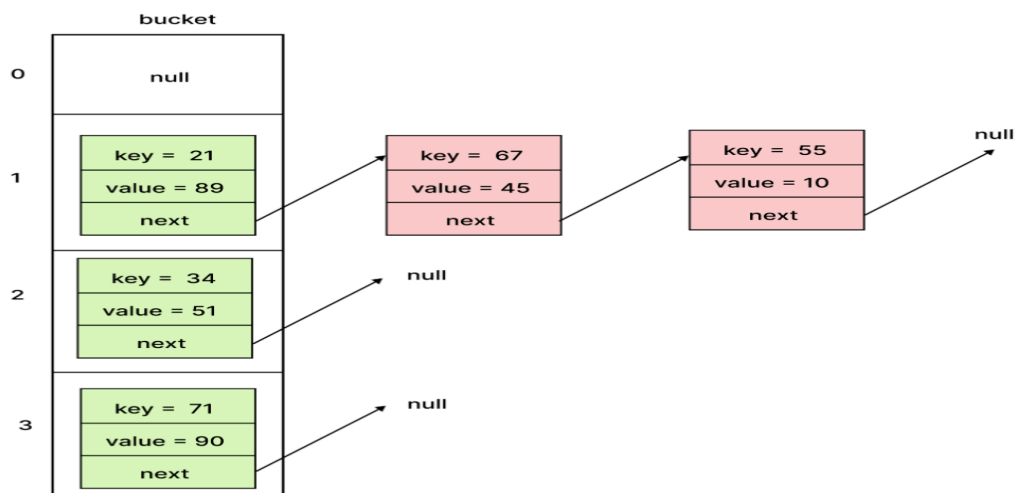 bucket
0
null
1
key = 21
value = 89
next
key = 67
value = 45
next
key = 55
value = 10
next
null
2
key = 34
value = 51
next
null
3
key = 71
value = 90
next
null